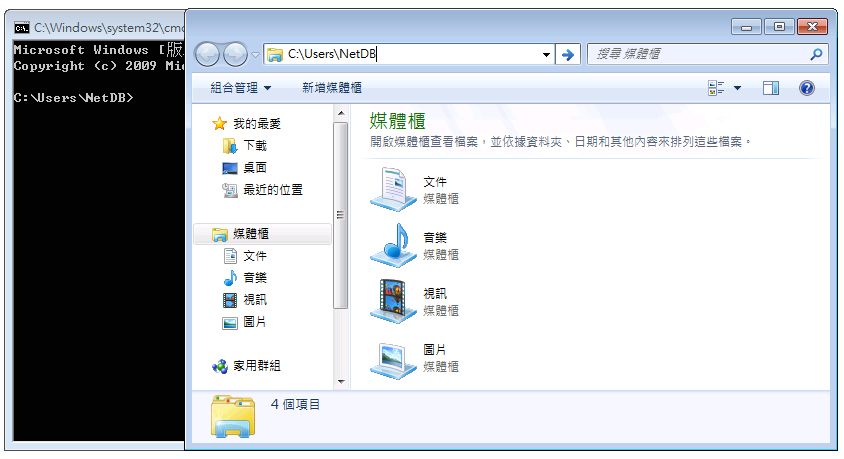 C:\Windows\system32\cmd
Microsoft Windows [版
Copyright (c) 2009 Mic
C:\Users\NetDB>
C:\Users\NetDB
搜尋 媒體櫃
組合管理
新增媒體櫃
我的最愛
下載
桌面
最近的位置
媒體櫃
文件
音樂
視訊
圖片
家用群組
媒體櫃
開啟媒體櫃查看檔案，並依據資料夾、日期和其他內容來排列這些檔案。
文件
媒體櫃
音樂
媒體櫃
視訊
媒體櫃
圖片
媒體櫃
4 個項目